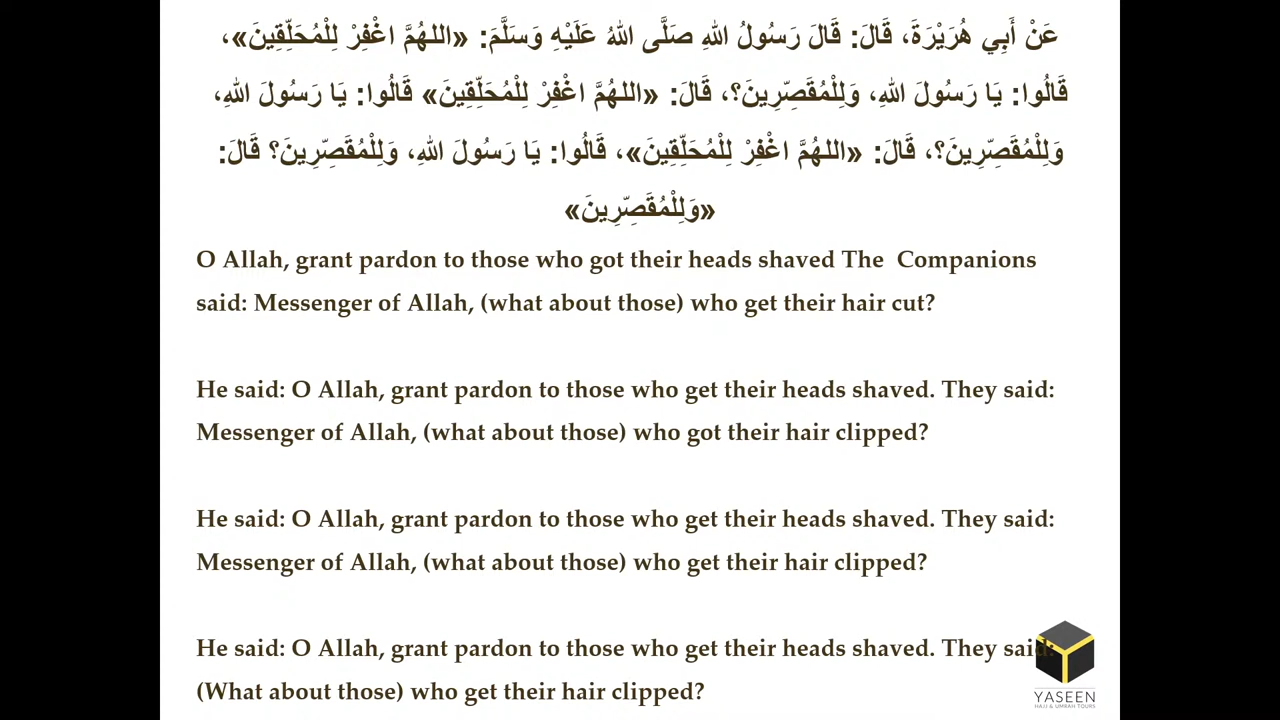 عَنْ أَبِي هُرَيْرَةَ، قَالَ: قَالَ رَسُولُ اللهِ صَلَّى اللهُ عَلَيْهِ وَسَلَّمَ: «اللهُمَّ اغْفِرْ لِلْمُحَلِّقِينَ»،
قَالُوا: يَا رَسُولَ اللهِ، وَلِلْمُقَصِّرِينَ؟، قَالَ: «اللهُمَّ اغْفِرْ لِلْمُحَلِّقِينَ» قَالُوا: يَا رَسُولَ اللهِ،
وَلِلْمُقَصِّرِينَ؟، قَالَ: «اللهُمَّ اغْفِرْ لِلْمُحَلِّقِينَ»، قَالُوا: يَا رَسُولَ اللهِ، وَلِلْمُقَصِّرِينَ؟ قَالَ:
«وَلِلْمُقَصِّرِينَ»
O Allah, grant pardon to those who got their heads shaved The Companions
said: Messenger of Allah, (what about those) who get their hair cut?
He said: O Allah, grant pardon to those who get their heads shaved. They said:
Messenger of Allah, (what about those) who got their hair clipped?
He said: O Allah, grant pardon to those who get their heads shaved. They said:
Messenger of Allah, (what about those) who get their hair clipped?
He said: O Allah, grant pardon to those who get their heads shaved. They said:
(What about those) who get their hair clipped?
YASEEN
HAJJ & UMRAH TOURS